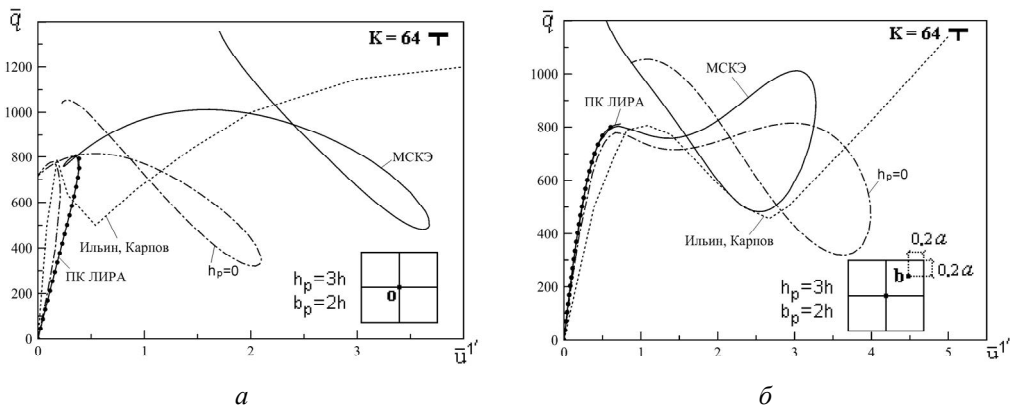 q̄
K = 64
1200
1000
800
600
400
200
0
МСКЭ
Ильин, Карпов
ПК ЛИРА
hp=0
hp=3h
bp=2h
0
0
1
2
3
ū1′
а
q̄
K = 64
1000
800
600
400
200
0
МСКЭ
ПК ЛИРА
hp=0
Ильин, Карпов
0.2a
0.2a
b
hp=3h
bp=2h
0
1
2
3
4
5
ū1′
б